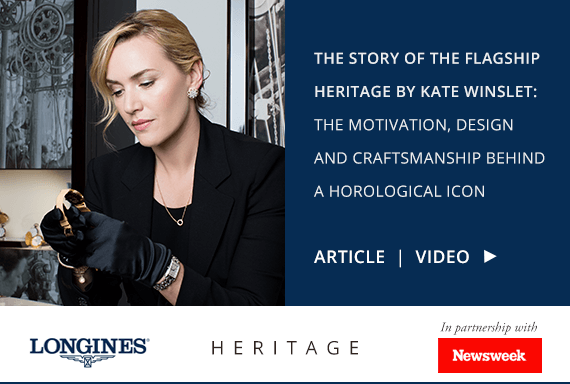 THE STORY OF THE FLAGSHIP
HERITAGE BY KATE WINSLET:
THE MOTIVATION, DESIGN
AND CRAFTSMANSHIP BEHIND
A HOROLOGICAL ICON
ARTICLE | VIDEO ►
In partnership with
LONGINES®
HERITAGE
Newsweek